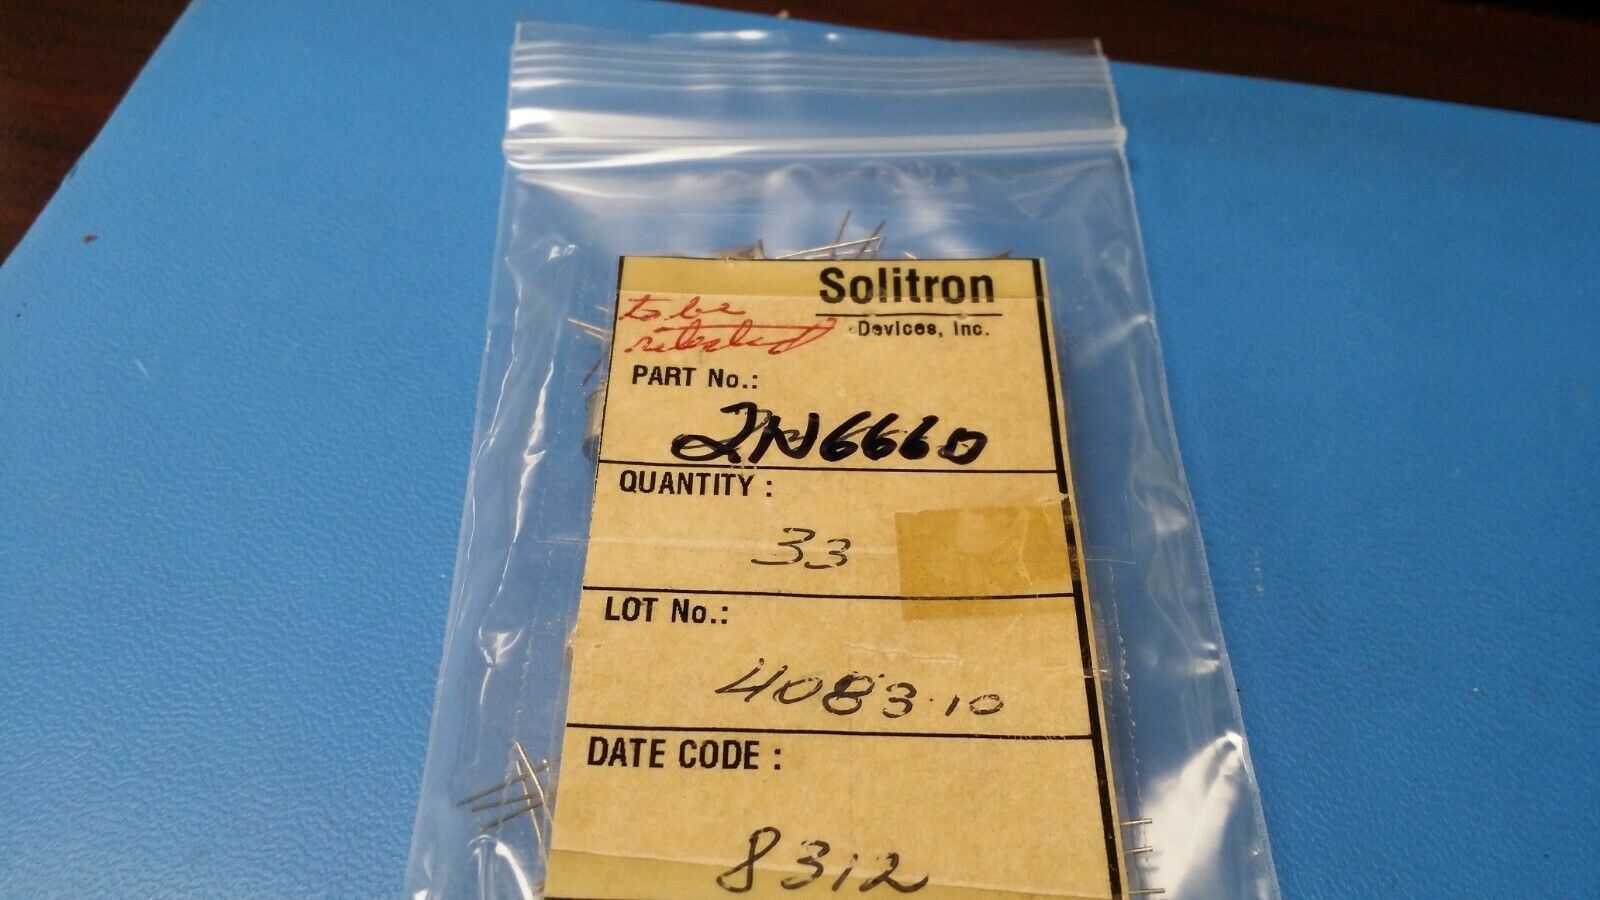 Solitron
Devices, Inc.
to be
retested
PART No.:
2N6660
QUANTITY :
33
LOT No.:
4083.10
DATE CODE :
8312